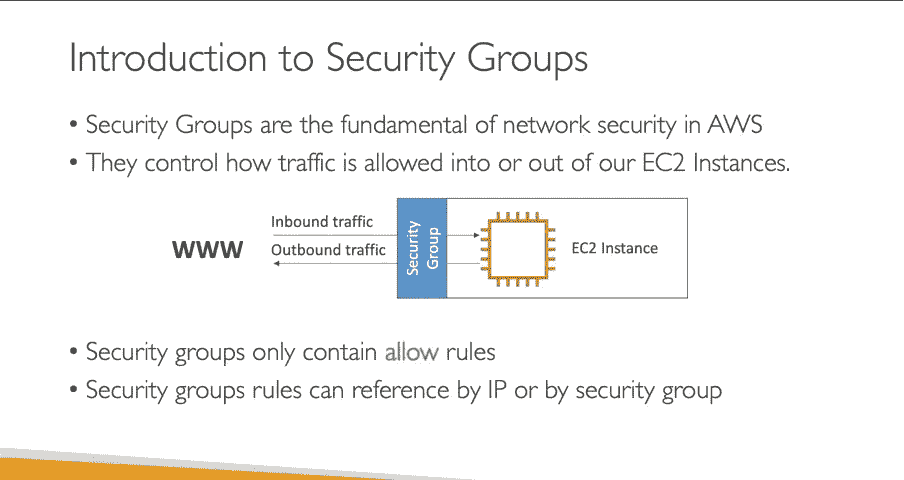 Introduction to Security Groups
• Security Groups are the fundamental of network security in AWS
• They control how traffic is allowed into or out of our EC2 Instances.
Inbound traffic
WWW
Outbound traffic
Security
Group
EC2 Instance
• Security groups only contain allow rules
• Security groups rules can reference by IP or by security group